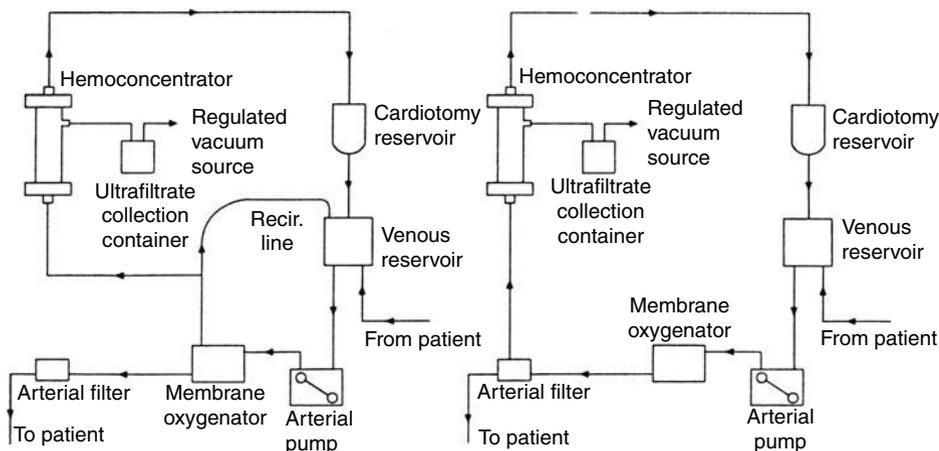 Hemoconcentrator
Regulated
vacuum
source
Cardiotomy
reservoir
Ultrafiltrate
collection
container
Recir.
line
Venous
reservoir
From patient
Arterial filter
Membrane
oxygenator
Arterial
pump
To patient
Hemoconcentrator
Regulated
vacuum
source
Cardiotomy
reservoir
Ultrafiltrate
collection
container
Venous
reservoir
Membrane
oxygenator
From patient
Arterial filter
Arterial
pump
To patient